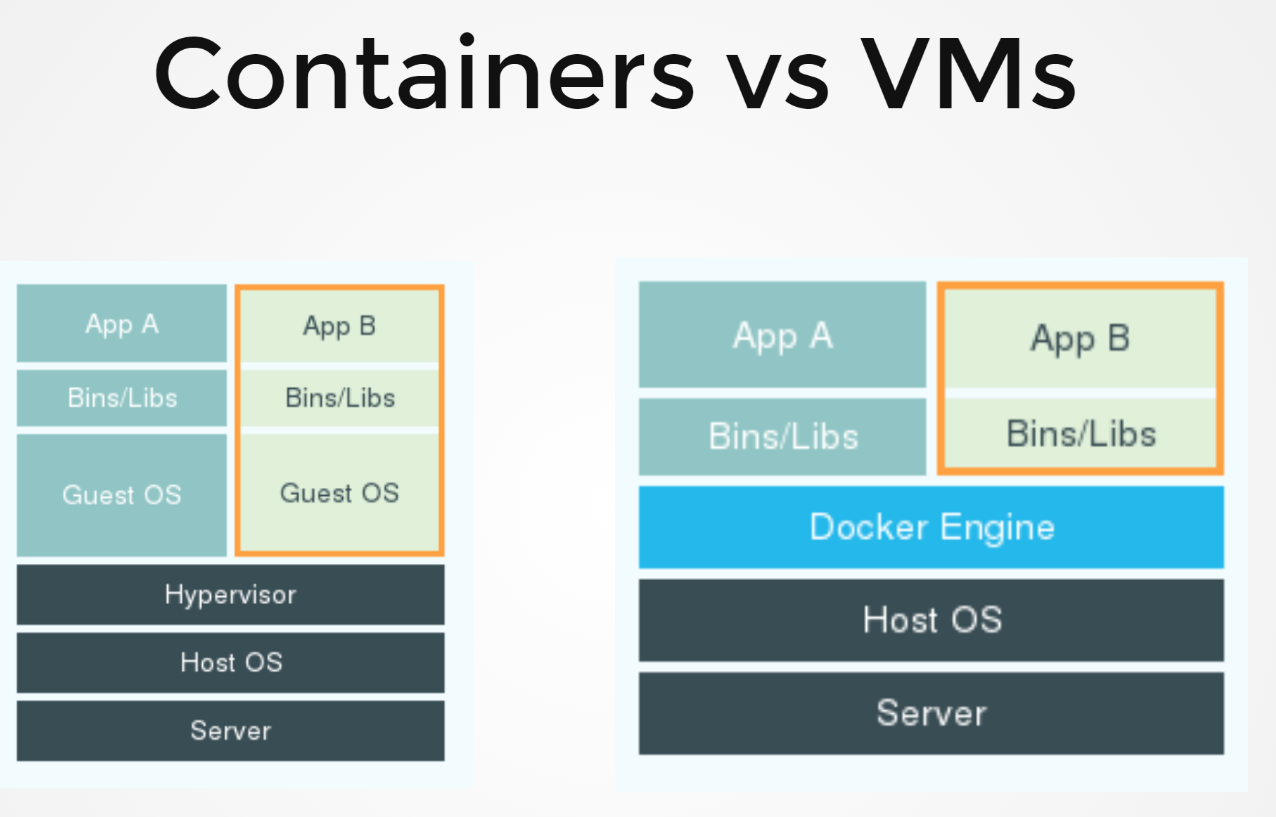 Containers vs VMs
App A
App B
Bins/Libs
Bins/Libs
Guest OS
Guest OS
Hypervisor
Host OS
Server
App A
App B
Bins/Libs
Bins/Libs
Docker Engine
Host OS
Server